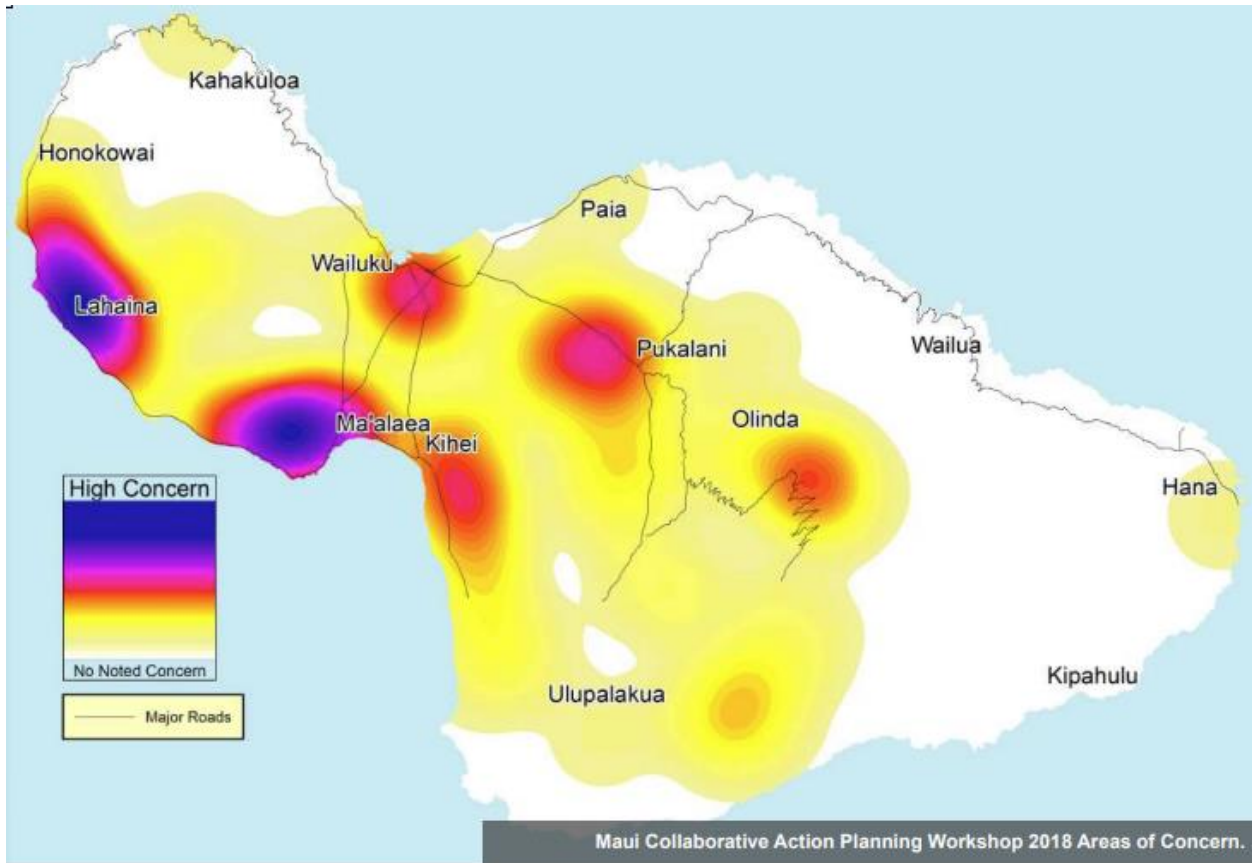 Kahakuloa
Honokowai
Paia
Wailuku
Lahaina
Pukalani
Wailua
Ma'alaea
Olinda
Kihei
Hana
High Concern
No Noted Concern
Kipahulu
Ulupalakua
Major Roads
Maui Collaborative Action Planning Workshop 2018 Areas of Concern.